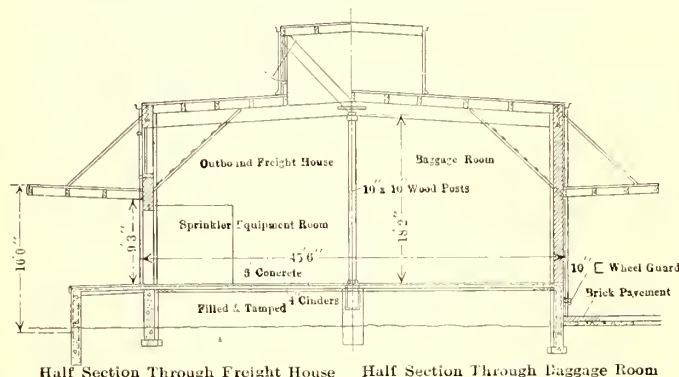 Outbound Freight House
Baggage Room
10" x 10" Wood Posts
Sprinkler Equipment Room
16'0"
9'3"
18'2"
45'6"
10" [ Wheel Guard
Concrete
Brick Pavement
4" Cinders
Filled & Tamped
Half Section Through Freight House
Half Section Through Baggage Room